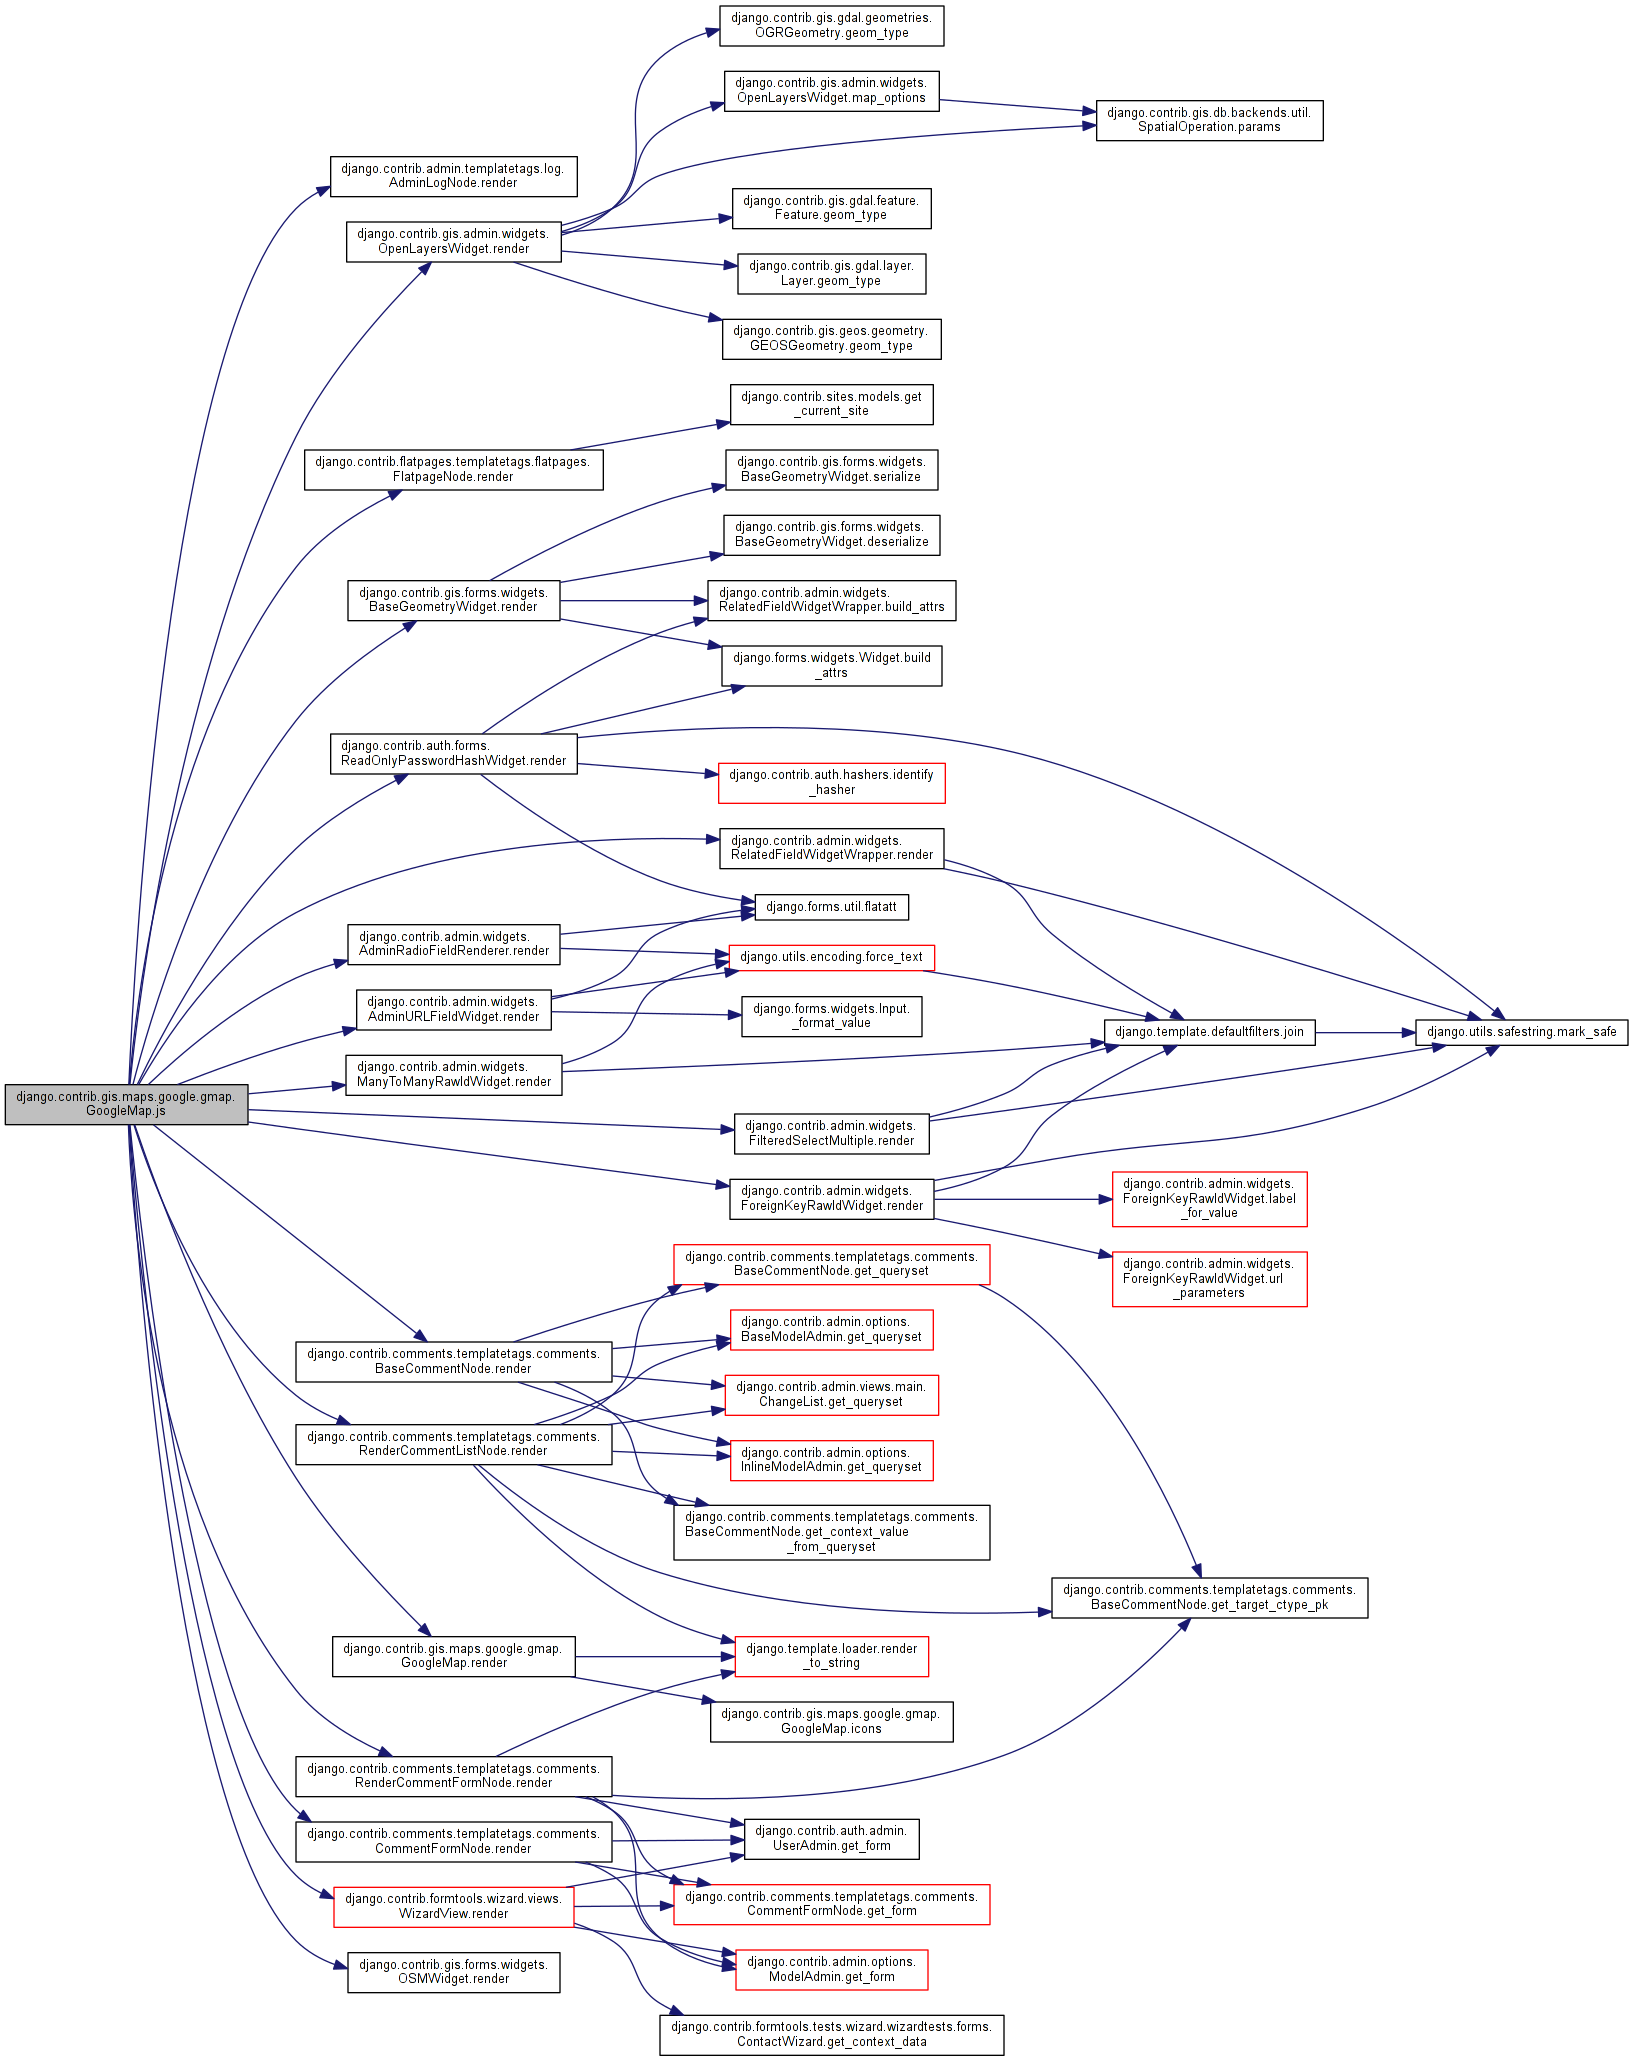 django.contrib.gis.gdal.geometries.
OGRGeometry.geom_type
django.contrib.gis.admin.widgets.
OpenLayersWidget.map_options
django.contrib.gis.db.backends.util.
SpatialOperation.params
django.contrib.admin.templatetags.log.
AdminLogNode.render
django.contrib.gis.gdal.feature.
Feature.geom_type
django.contrib.gis.admin.widgets.
OpenLayersWidget.render
django.contrib.gis.gdal.layer.
Layer.geom_type
django.contrib.gis.geos.geometry.
GEOSGeometry.geom_type
django.contrib.sites.models.get
_current_site
django.contrib.flatpages.templatetags.flatpages.
FlatpageNode.render
django.contrib.gis.forms.widgets.
BaseGeometryWidget.serialize
django.contrib.gis.forms.widgets.
BaseGeometryWidget.deserialize
django.contrib.gis.forms.widgets.
BaseGeometryWidget.render
django.contrib.admin.widgets.
RelatedFieldWidgetWrapper.build_attrs
django.forms.widgets.Widget.build
_attrs
django.contrib.auth.forms.
ReadOnlyPasswordHashWidget.render
django.contrib.auth.hashers.identify
_hasher
django.contrib.admin.widgets.
RelatedFieldWidgetWrapper.render
django.forms.util.flatatt
django.contrib.admin.widgets.
AdminRadioFieldRenderer.render
django.utils.encoding.force_text
django.contrib.admin.widgets.
AdminURLFieldWidget.render
django.forms.widgets.Input.
_format_value
django.template.defaultfilters.join
django.utils.safestring.mark_safe
django.contrib.admin.widgets.
ManyToManyRawIdWidget.render
django.contrib.gis.maps.google.gmap.
GoogleMap.js
django.contrib.admin.widgets.
FilteredSelectMultiple.render
django.contrib.admin.widgets.
ForeignKeyRawIdWidget.render
django.contrib.admin.widgets.
ForeignKeyRawIdWidget.label
_for_value
django.contrib.admin.widgets.
ForeignKeyRawIdWidget.url
_parameters
django.contrib.comments.templatetags.comments.
BaseCommentNode.get_queryset
django.contrib.admin.options.
BaseModelAdmin.get_queryset
django.contrib.comments.templatetags.comments.
BaseCommentNode.render
django.contrib.admin.views.main.
ChangeList.get_queryset
django.contrib.comments.templatetags.comments.
RenderCommentListNode.render
django.contrib.admin.options.
InlineModelAdmin.get_queryset
django.contrib.comments.templatetags.comments.
BaseCommentNode.get_context_value
_from_queryset
django.contrib.comments.templatetags.comments.
BaseCommentNode.get_target_ctype_pk
django.contrib.gis.maps.google.gmap.
GoogleMap.render
django.template.loader.render
_to_string
django.contrib.gis.maps.google.gmap.
GoogleMap.icons
django.contrib.comments.templatetags.comments.
RenderCommentFormNode.render
django.contrib.auth.admin.
UserAdmin.get_form
django.contrib.comments.templatetags.comments.
CommentFormNode.render
django.contrib.comments.templatetags.comments.
CommentFormNode.get_form
django.contrib.formtools.wizard.views.
WizardView.render
django.contrib.admin.options.
ModelAdmin.get_form
django.contrib.gis.forms.widgets.
OSMWidget.render
django.contrib.formtools.tests.wizard.wizardtests.forms.
ContactWizard.get_context_data